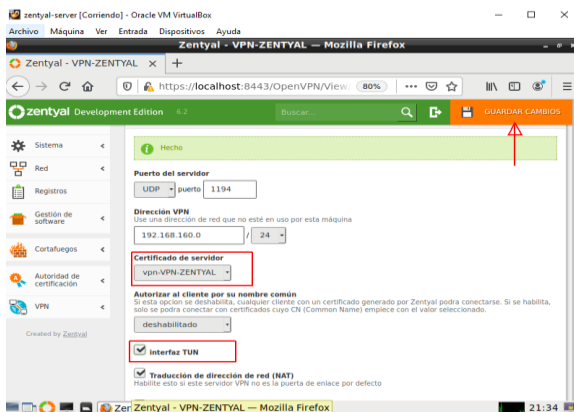 zentyal-server [Corriendo] - Oracle VM VirtualBox
Archivo Máquina Ver Entrada Dispositivos Ayuda
Zentyal - VPN-ZENTYAL — Mozilla Firefox
Zentyal - VPN-ZENTYAL
https://localhost:8443/OpenVPN/View 80%
zentyal Development Edition 6.2 Buscar... GUARDAR CAMBIOS
Sistema
Red
Registros
Gestión de
software
Cortafuegos
Autoridad de
certificación
VPN
Created by Zentyal
Hecho
Puerto del servidor
UDP puerto 1194
Dirección VPN
Use una dirección de red que no esté en uso por esta máquina
192.168.160.0 / 24
Certificado de servidor
vpn-VPN-ZENTYAL
Autorizar al cliente por su nombre común
Si esta opcion se deshabilita, cualquier cliente con un certificado generado por Zentyal podra conectarse. Si se habilita,
solo se podra conectar con certificados cuyo CN (Common Name) empiece con el valor seleccionado.
deshabilitado
interfaz TUN
Traducción de dirección de red (NAT)
Habilite esto si este servidor VPN no es la puerta de enlace por defecto
Zer Zentyal - VPN-ZENTYAL — Mozilla Firefox 21:34